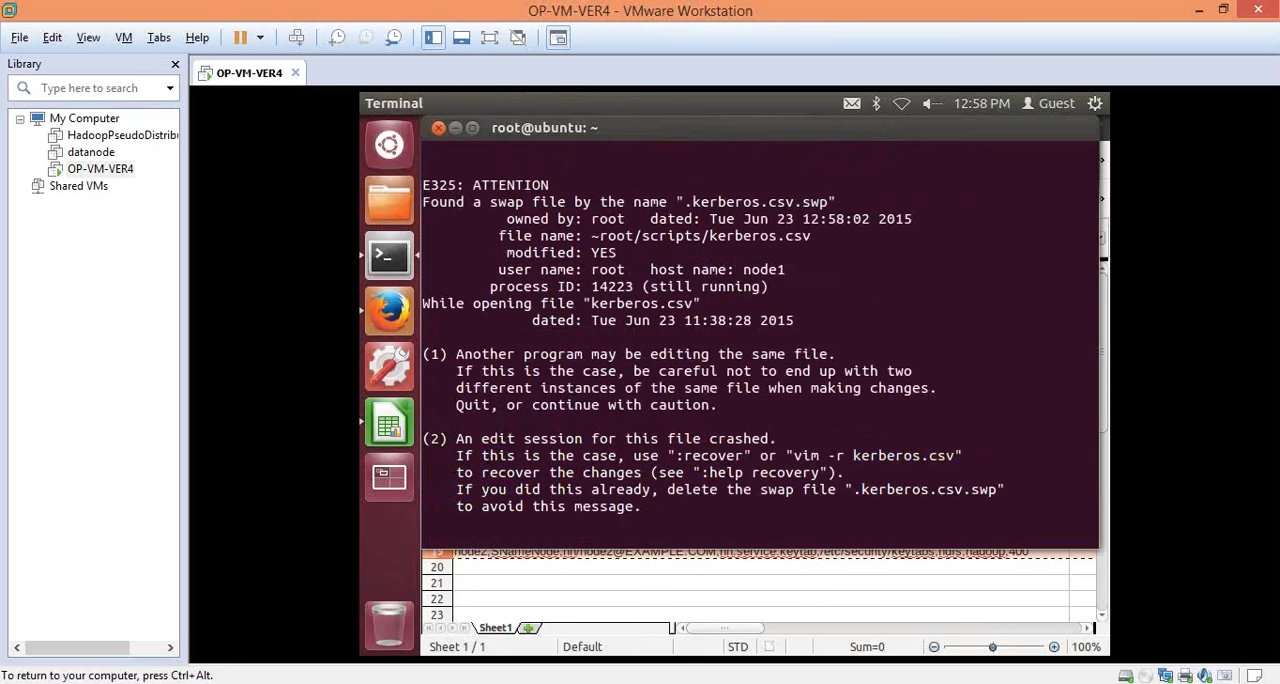 OP-VM-VER4 - VMware Workstation
File Edit View VM Tabs Help
Library
Type here to search
My Computer
HadoopPseudoDistrib
datanode
OP-VM-VER4
Shared VMs
OP-VM-VER4
Terminal
12:58 PM Guest
root@ubuntu: ~
E325: ATTENTION
Found a swap file by the name ".kerberos.csv.swp"
owned by: root dated: Tue Jun 23 12:58:02 2015
file name: ~root/scripts/kerberos.csv
modified: YES
user name: root host name: node1
process ID: 14223 (still running)
While opening file "kerberos.csv"
dated: Tue Jun 23 11:38:28 2015
(1) Another program may be editing the same file.
If this is the case, be careful not to end up with two
different instances of the same file when making changes.
Quit, or continue with caution.
(2) An edit session for this file crashed.
If this is the case, use ":recover" or "vim -r kerberos.csv"
to recover the changes (see ":help recovery").
If you did this already, delete the swap file ".kerberos.csv.swp"
to avoid this message.
19 node2,SNameNode,nn/node2@EXAMPLE.COM,nn.service.keytab,/etc/security/keytabs,hdfs,hadoop,400
20
21
22
23
Sheet1
Sheet 1 / 1 Default STD Sum=0 100%
To return to your computer, press Ctrl+Alt.